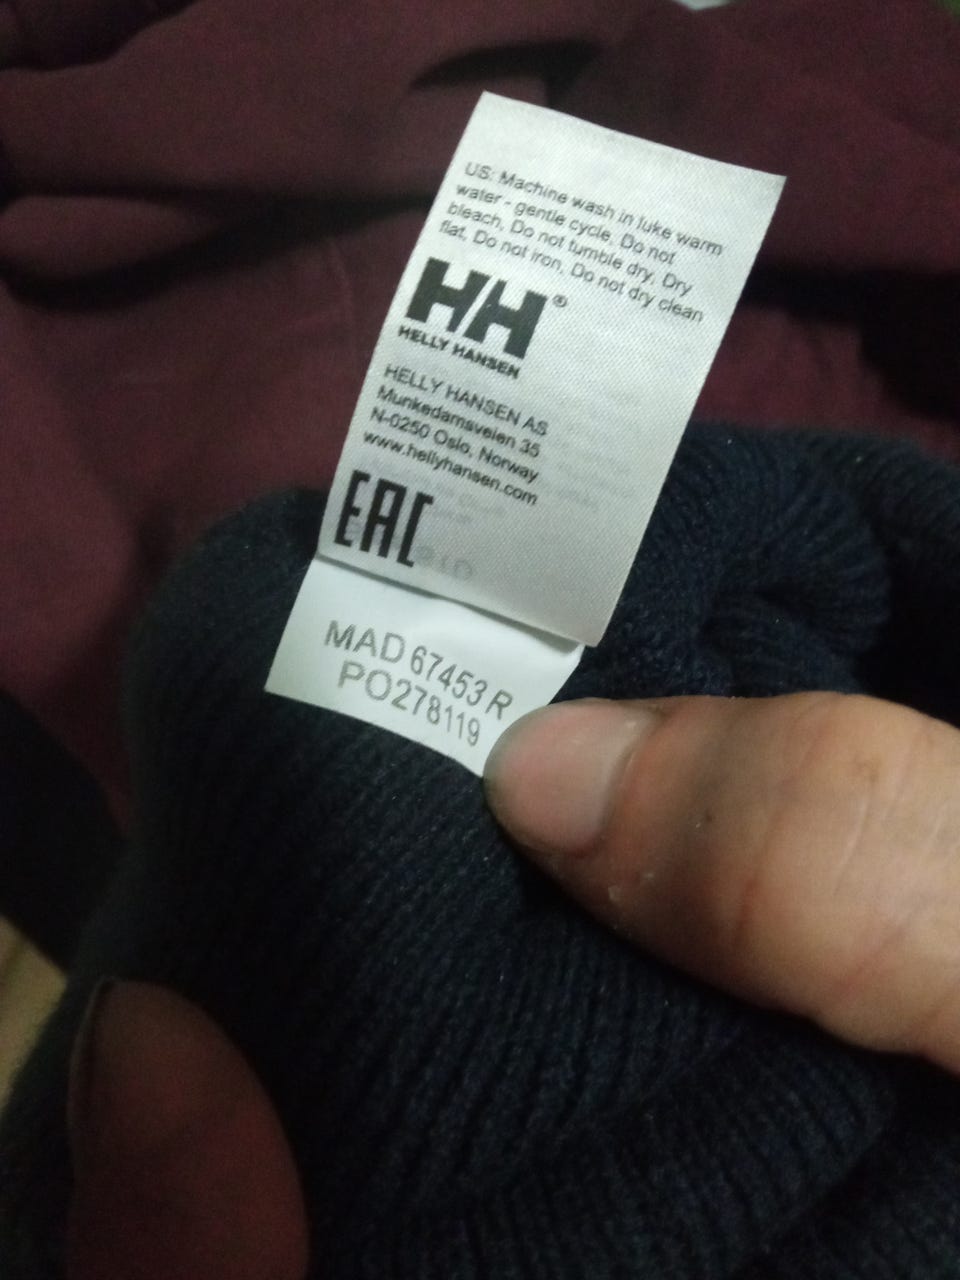 US: Machine wash in luke warm
water - gentle cycle, Do not
bleach, Do not tumble dry, Dry
flat, Do not iron, Do not dry clean
HH®
HELLY HANSEN
HELLY HANSEN AS
Munkedamsveien 35
N-0250 Oslo, Norway
www.hellyhansen.com
EAC
MAD 67453 R
PO278119